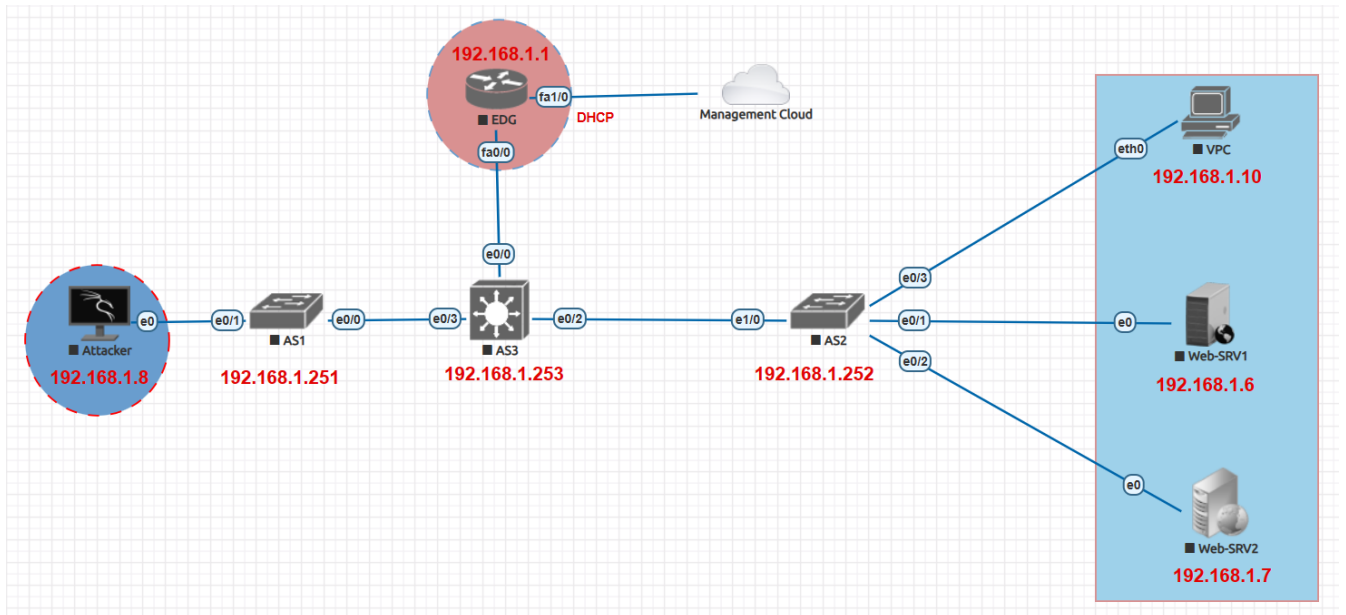 192.168.1.1
fa1/0
EDG
DHCP
Management Cloud
fa0/0
eth0
VPC
192.168.1.10
e0/0
e0/3
Attacker
e0
e0/1
AS1
e0/0
e0/3
AS3
e0/2
e1/0
AS2
e0/1
e0
Web-SRV1
e0/2
192.168.1.8
192.168.1.251
192.168.1.253
192.168.1.252
192.168.1.6
e0
Web-SRV2
192.168.1.7